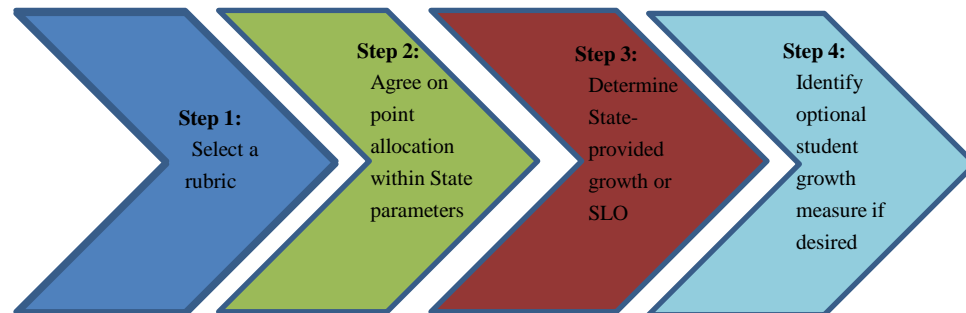 Step 1:
Select a
rubric
Step 2:
Agree on
point
allocation
within State
parameters
Step 3:
Determine
State-
provided
growth or
SLO
Step 4:
Identify
optional
student
growth
measure if
desired